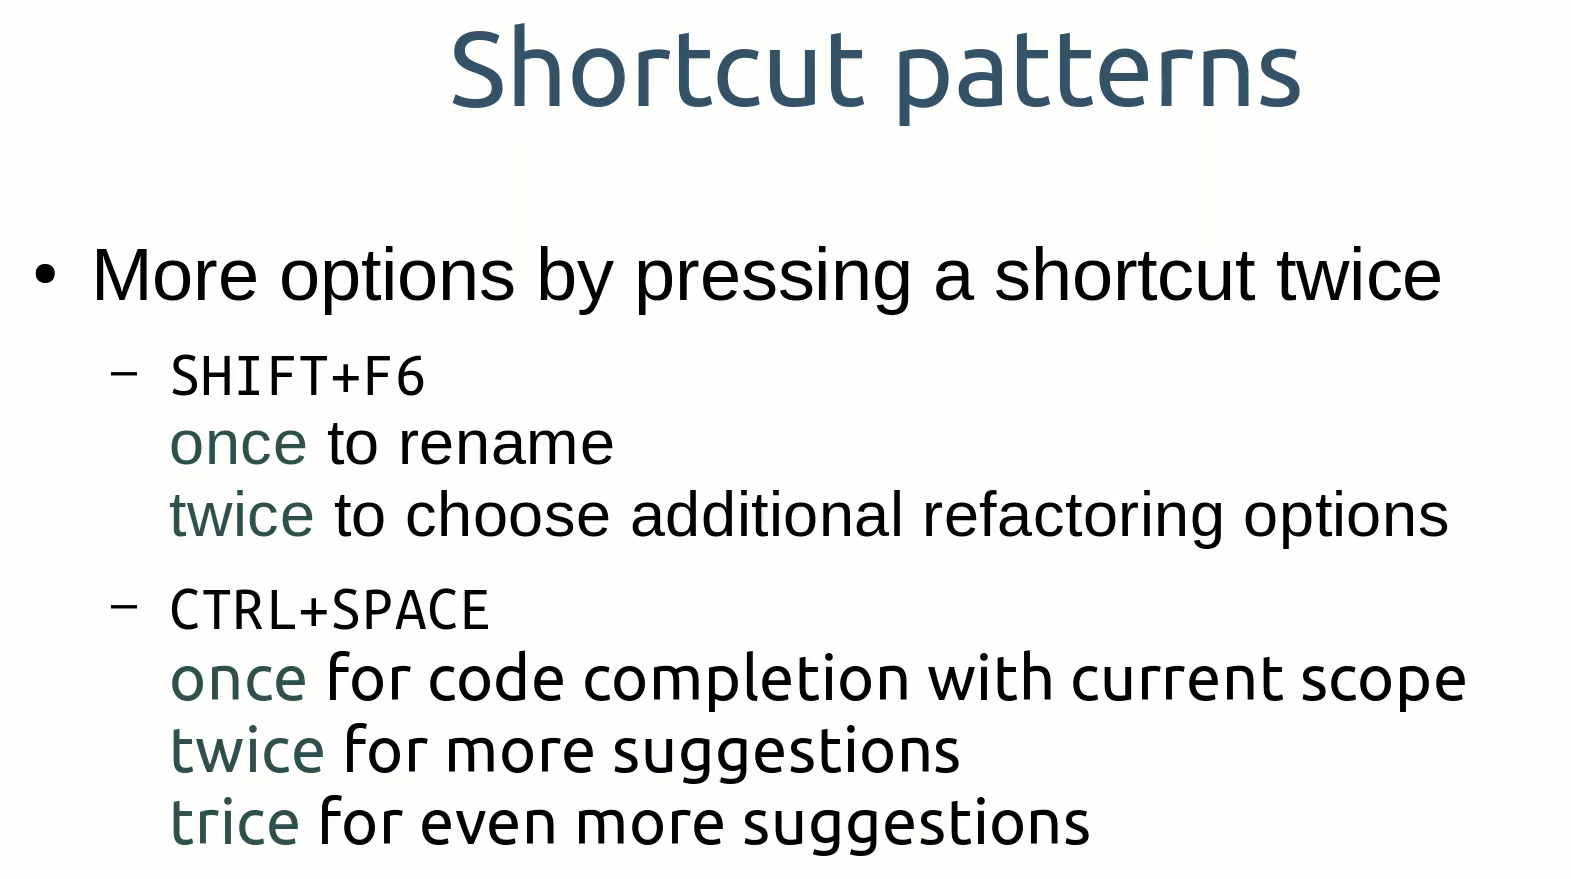 Shortcut patterns
• More options by pressing a shortcut twice
– SHIFT+F6
once to rename
twice to choose additional refactoring options
– CTRL+SPACE
once for code completion with current scope
twice for more suggestions
trice for even more suggestions